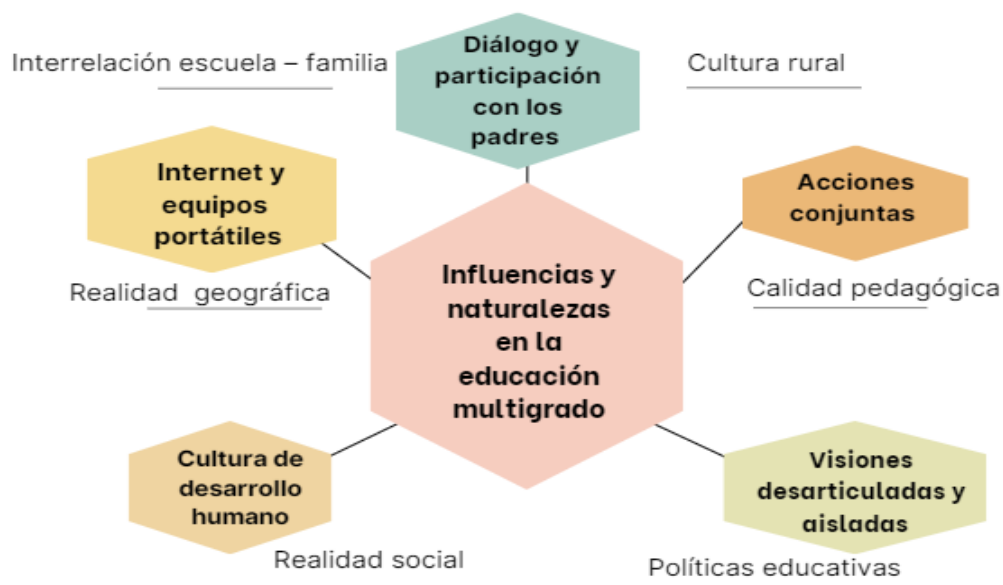 Diálogo y
participación
con los
padres
Interrelación escuela – familia
Cultura rural
Internet y
equipos
portátiles
Acciones
conjuntas
Realidad geográfica
Calidad pedagógica
Influencias y
naturalezas
en la
educación
multigrado
Cultura de
desarrollo
humano
Visiones
desarticuladas y
aisladas
Realidad social
Políticas educativas